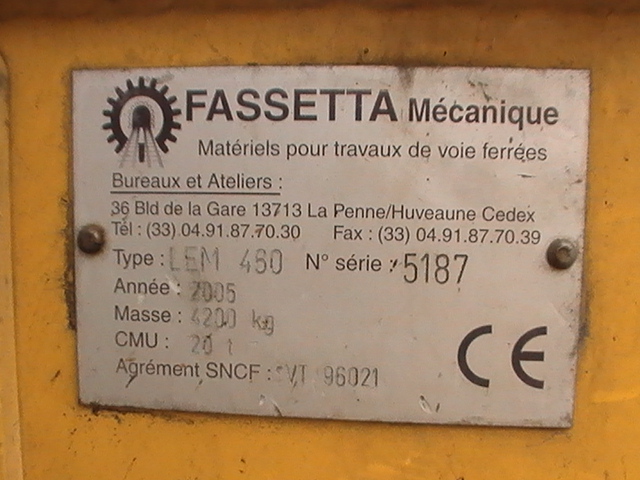 FASSETTA Mécanique
Matériels pour travaux de voie ferrées
Bureaux et Ateliers :
36 Bld de la Gare 13713 La Penne/Huveaune Cedex
Tél : (33) 04.91.87.70.30 Fax : (33) 04.91.87.70.39
Type : LEM 460 N° série : 5187
Année : 2006
Masse : 4200 kg
CMU : 20 t
Agrément SNCF : SVT 96021
CE